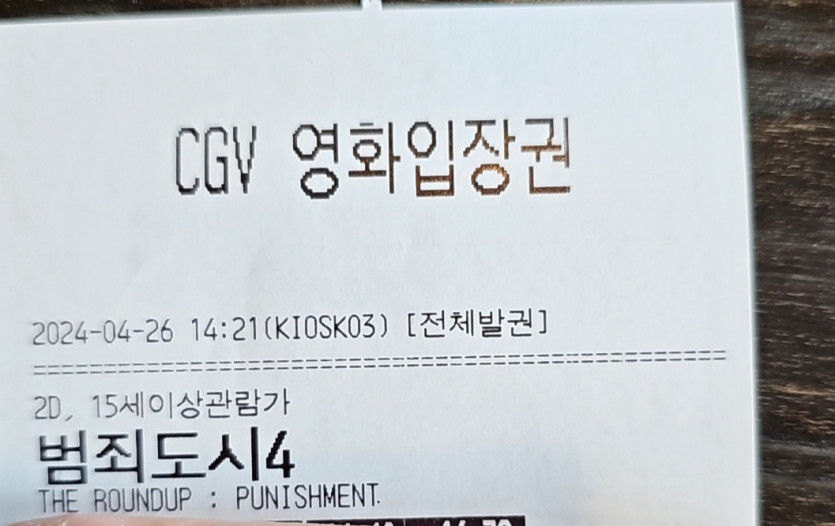 CGV 영화입장권
2024-04-26 14:21(KIOSK03) [전체발권]
==================================================
2D, 15세이상관람가
범죄도시4
THE ROUNDUP : PUNISHMENT